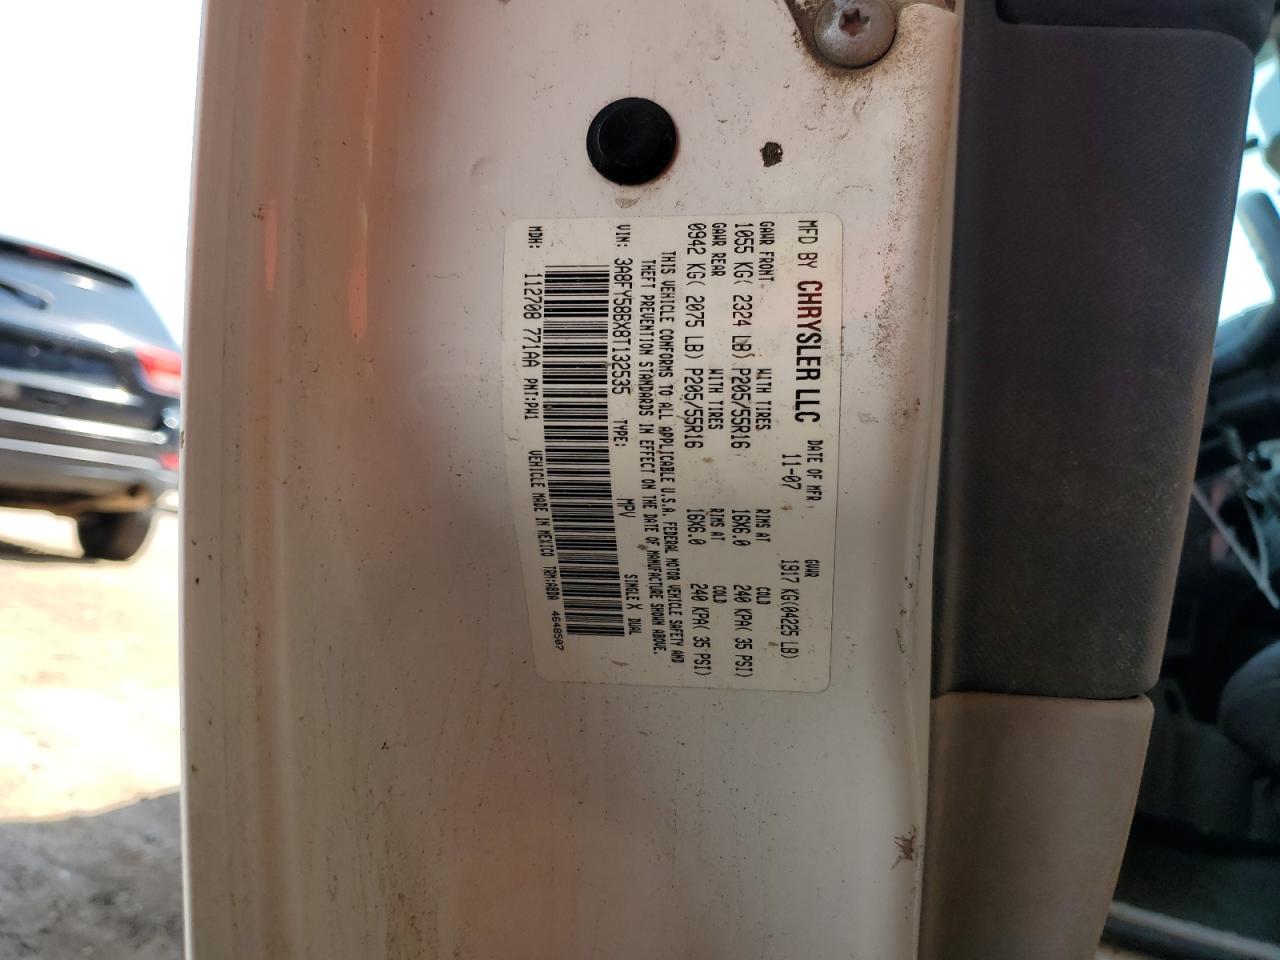 MFD BY CHRYSLER LLC DATE OF MFR. GVWR
11-07 1917 KG(04225 LB)
GAWR FRONT WITH TIRES RIMS AT COLD
1055 KG( 2324 LB) P205/55R16 16X6.0 240 KPA( 35 PSI)
GAWR REAR WITH TIRES RIMS AT COLD
0942 KG( 2075 LB) P205/55R16 16X6.0 240 KPA( 35 PSI)
THIS VEHICLE CONFORMS TO ALL APPLICABLE U.S.A. FEDERAL MOTOR VEHICLE SAFETY AND
THEFT PREVENTION STANDARDS IN EFFECT ON THE DATE OF MANUFACTURE SHOWN ABOVE.
VIN: 3A8FY58BX8T132535 TYPE: MPV SINGLE X DUAL
MDH: 112708 771AA PNT:PW1 VEHICLE MADE IN MEXICO TRM:A8DA 4648507